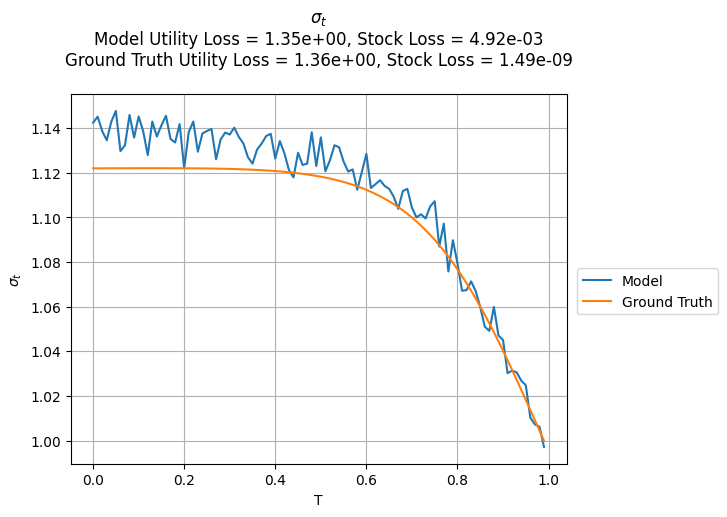 σt
Model Utility Loss = 1.35e+00, Stock Loss = 4.92e-03
Ground Truth Utility Loss = 1.36e+00, Stock Loss = 1.49e-09
1.14
1.12
1.10
1.08
1.06
1.04
1.02
1.00
σt
0.0 0.2 0.4 0.6 0.8 1.0
T
Model
Ground Truth